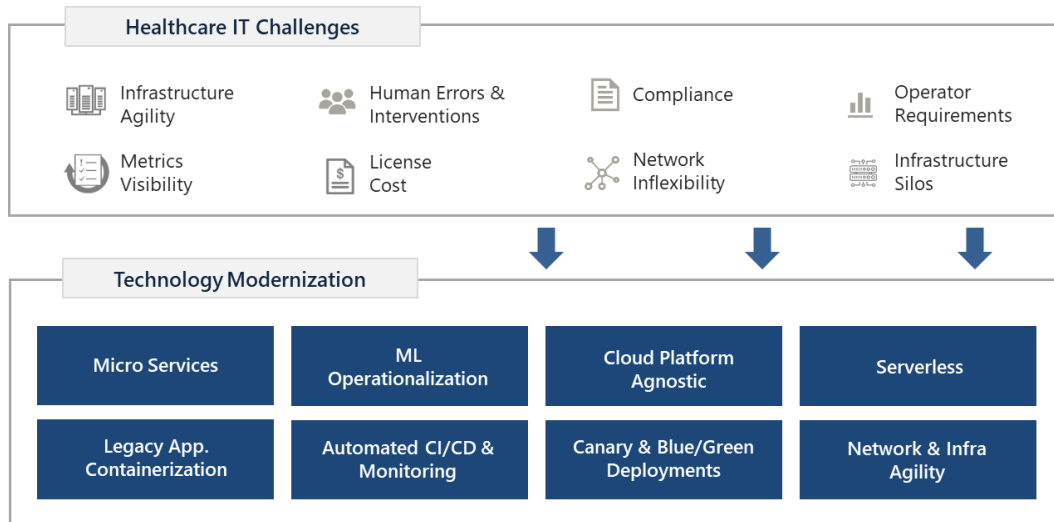 Healthcare IT Challenges
Infrastructure
Agility
Human Errors &
Interventions
Compliance
Operator
Requirements
Metrics
Visibility
$
License
Cost
Network
Inflexibility
Infrastructure
Silos
Technology Modernization
Micro Services
ML
Operationalization
Cloud Platform
Agnostic
Serverless
Legacy App.
Containerization
Automated CI/CD &
Monitoring
Canary & Blue/Green
Deployments
Network & Infra
Agility